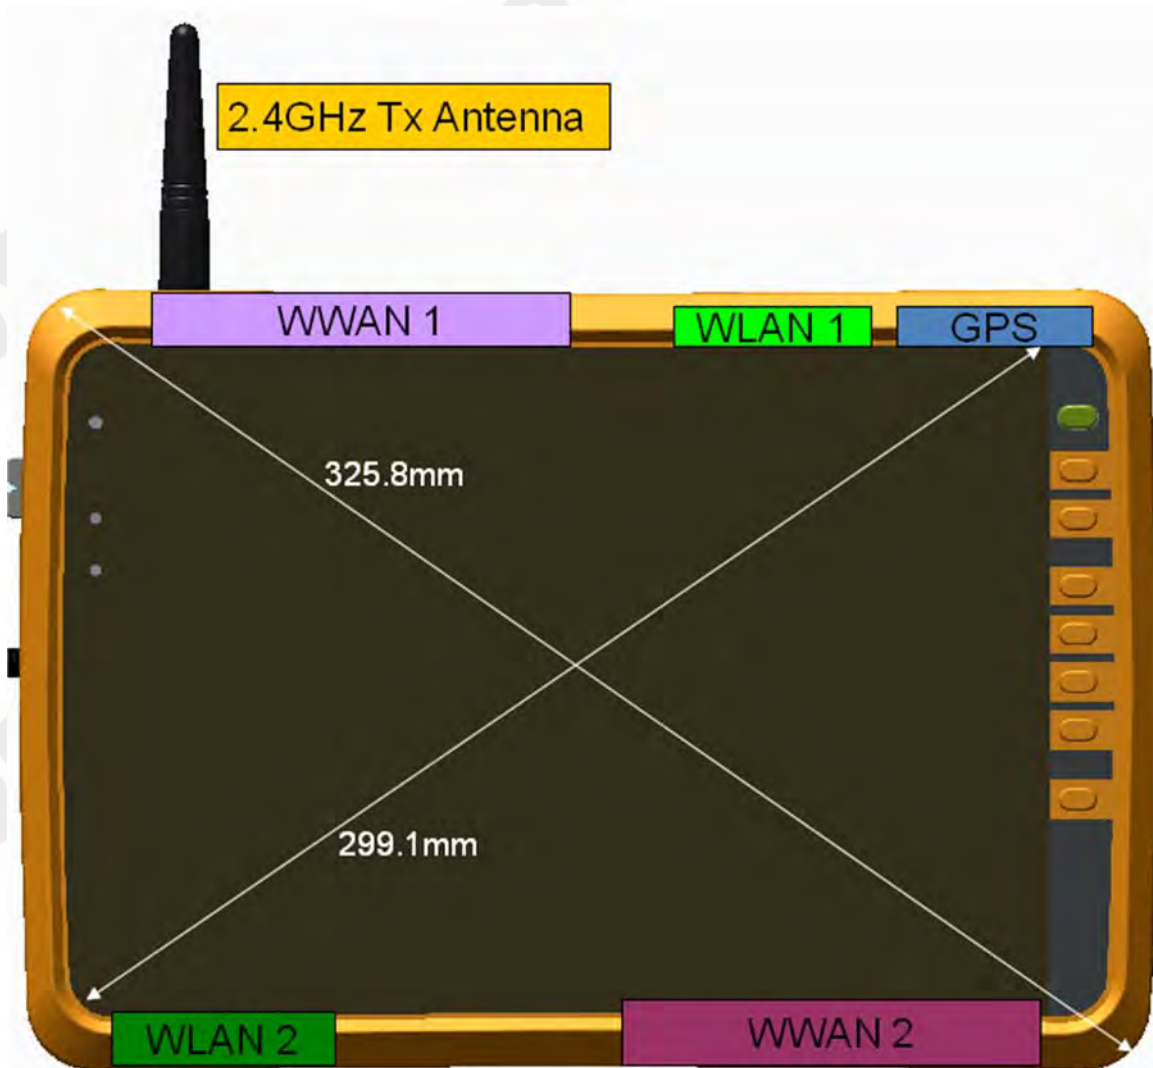 2.4GHz Tx Antenna
WWAN 1
WLAN 1
GPS
325.8mm
299.1mm
WLAN 2
WWAN 2